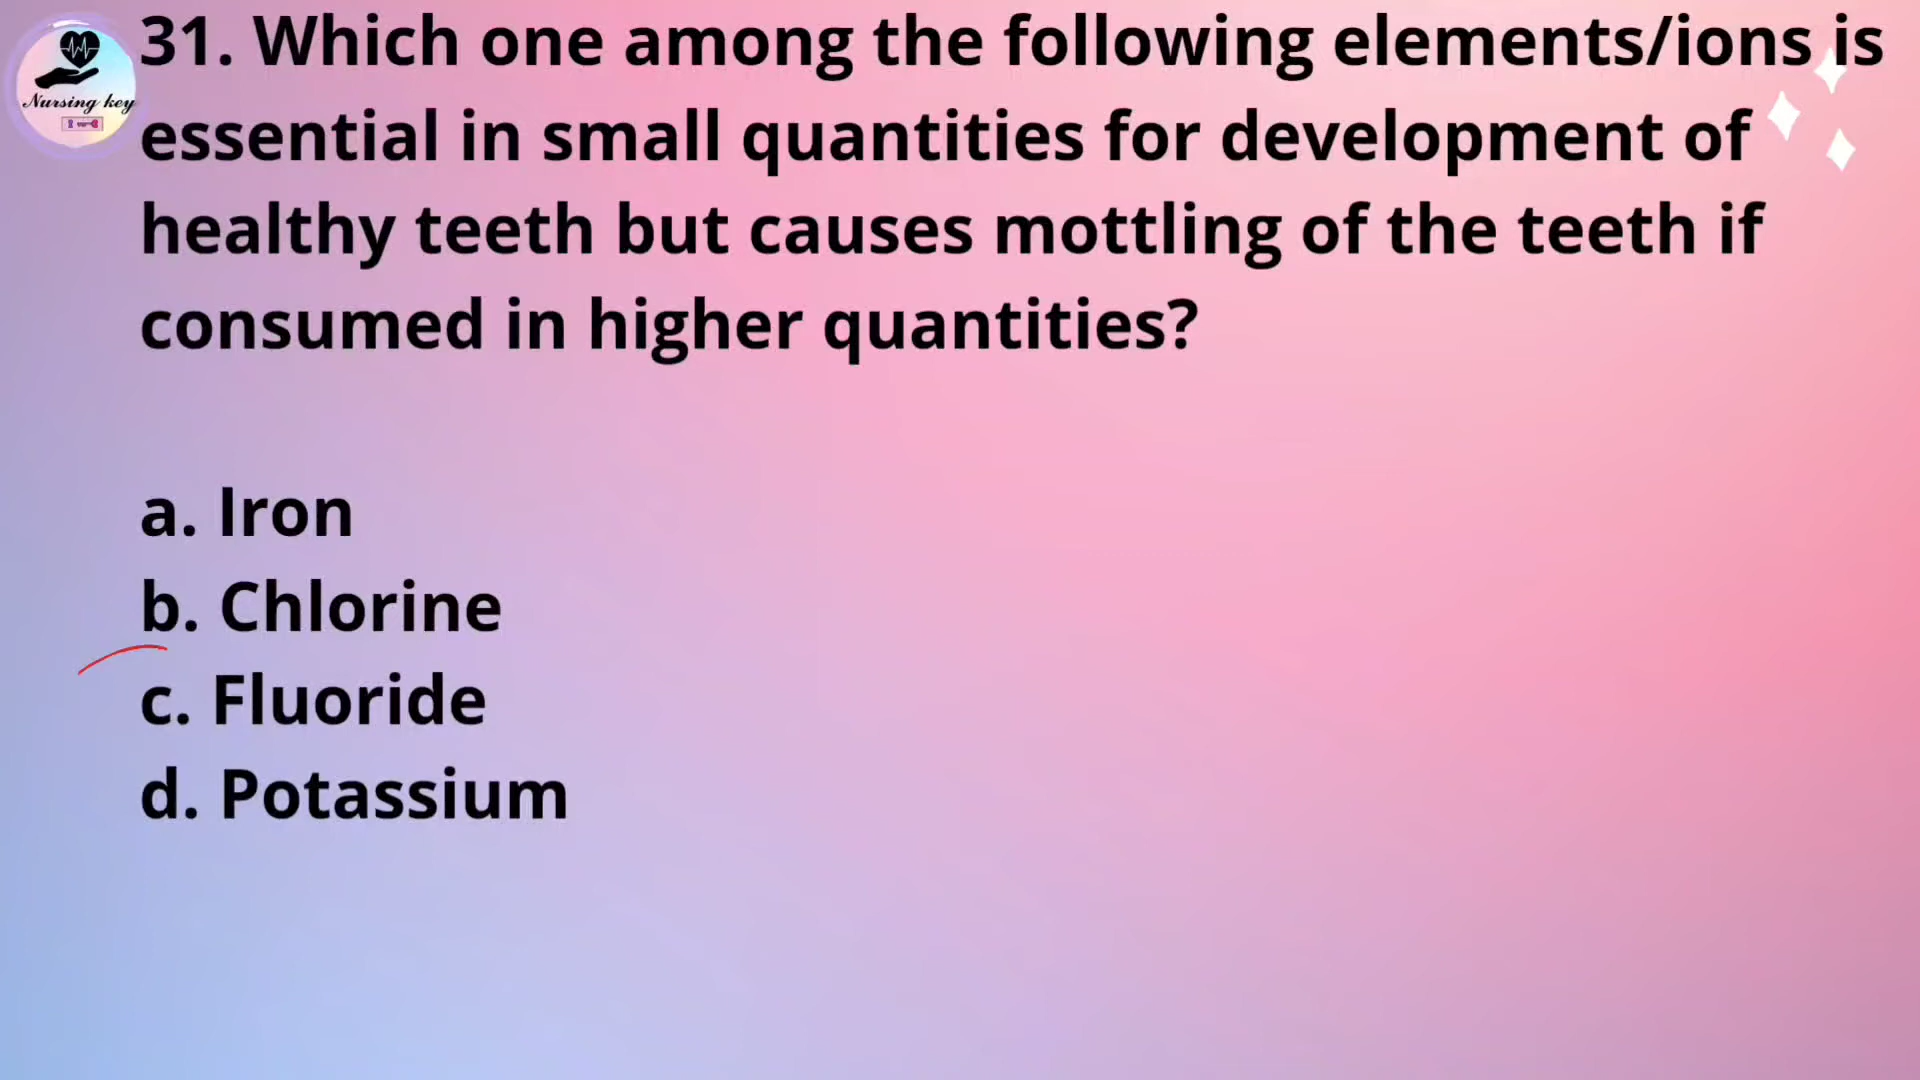 31. Which one among the following elements/ions is
essential in small quantities for development of
healthy teeth but causes mottling of the teeth if
consumed in higher quantities?
a. Iron
b. Chlorine
c. Fluoride
d. Potassium
Nursing key